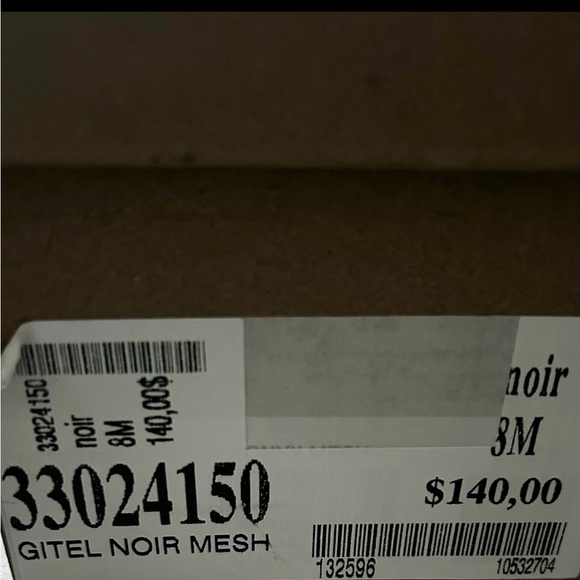 33024150
noir
8M
140,00$
noir
8M
33024150
$140,00
GITEL NOIR MESH
132596
10532704